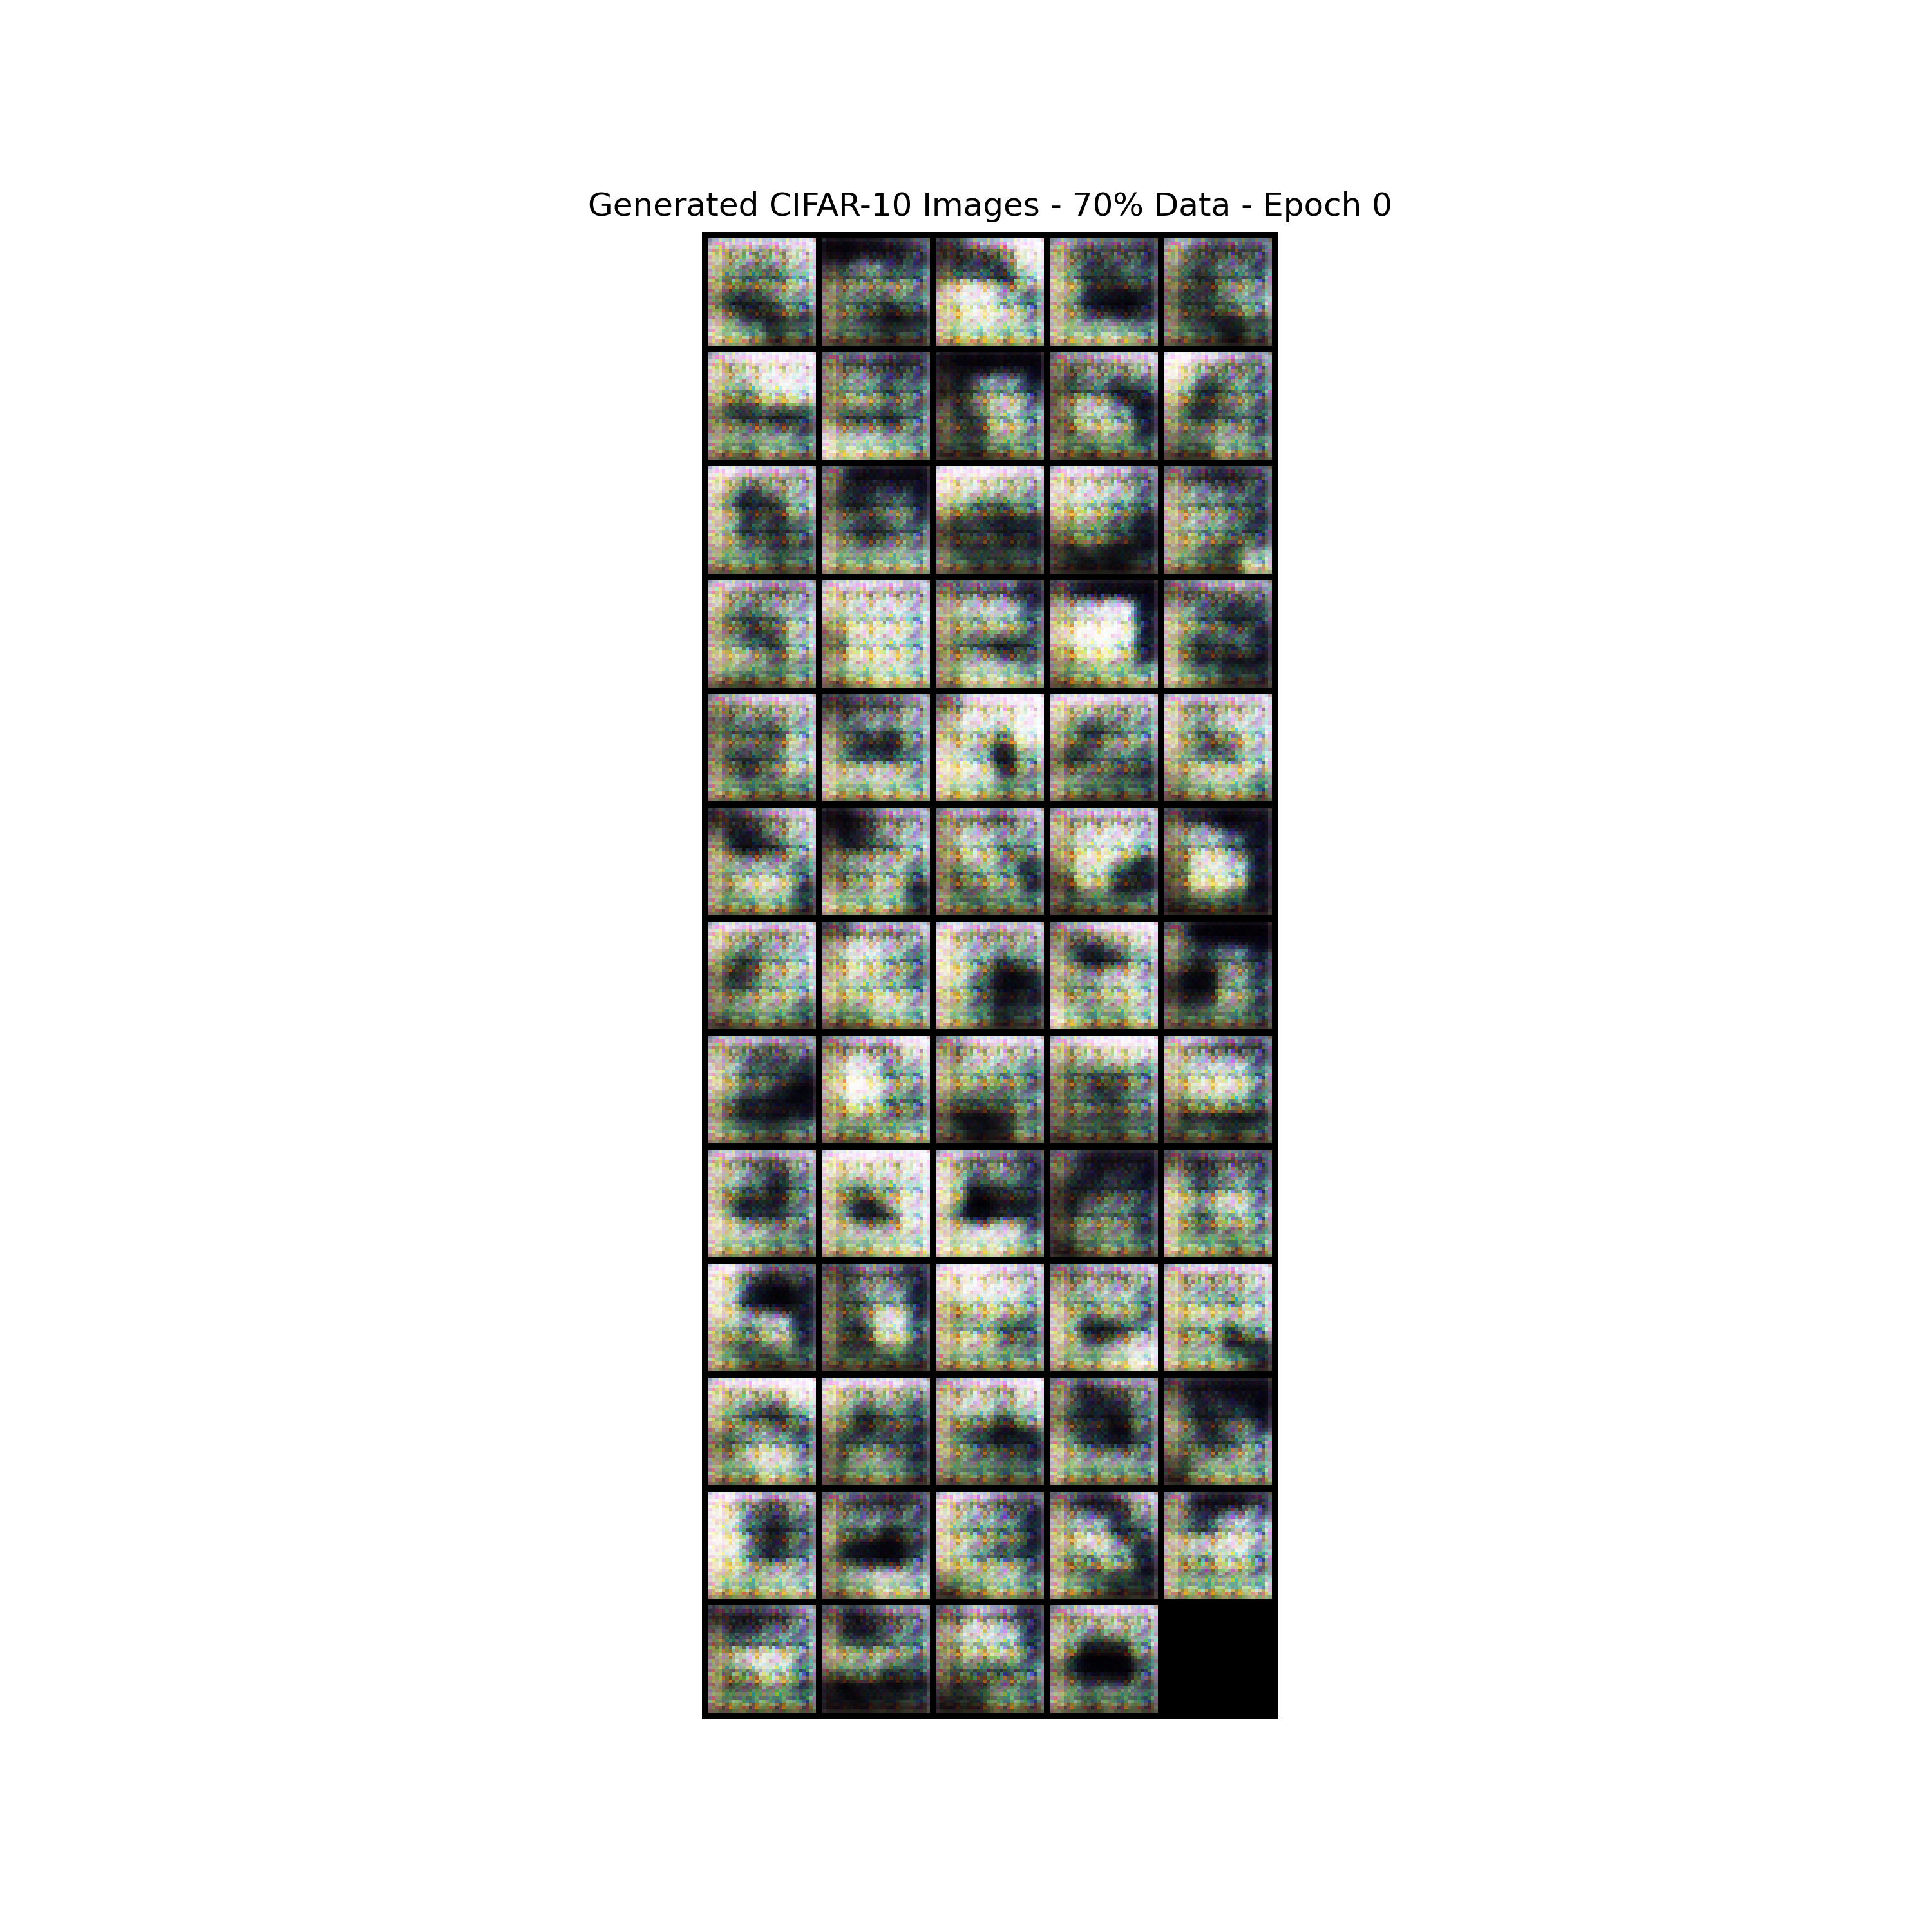 Generated CIFAR-10 Images - 70% Data - Epoch 0